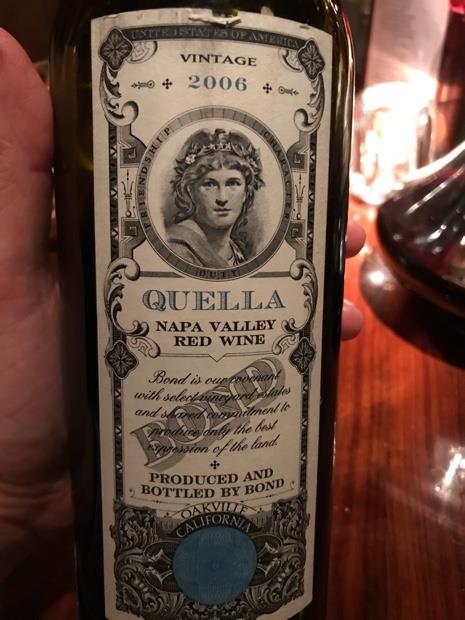 UNITED STATES OF AMERICA
VINTAGE
2006
FRIENDSHIP
CHARACTER
DUTY
QUELLA
NAPA VALLEY
RED WINE
BOND
Bond is our covenant
with select vineyard estates
and shared commitment to
produce only the best
expression of the land.
PRODUCED AND
BOTTLED BY BOND
OAKVILLE
CALIFORNIA